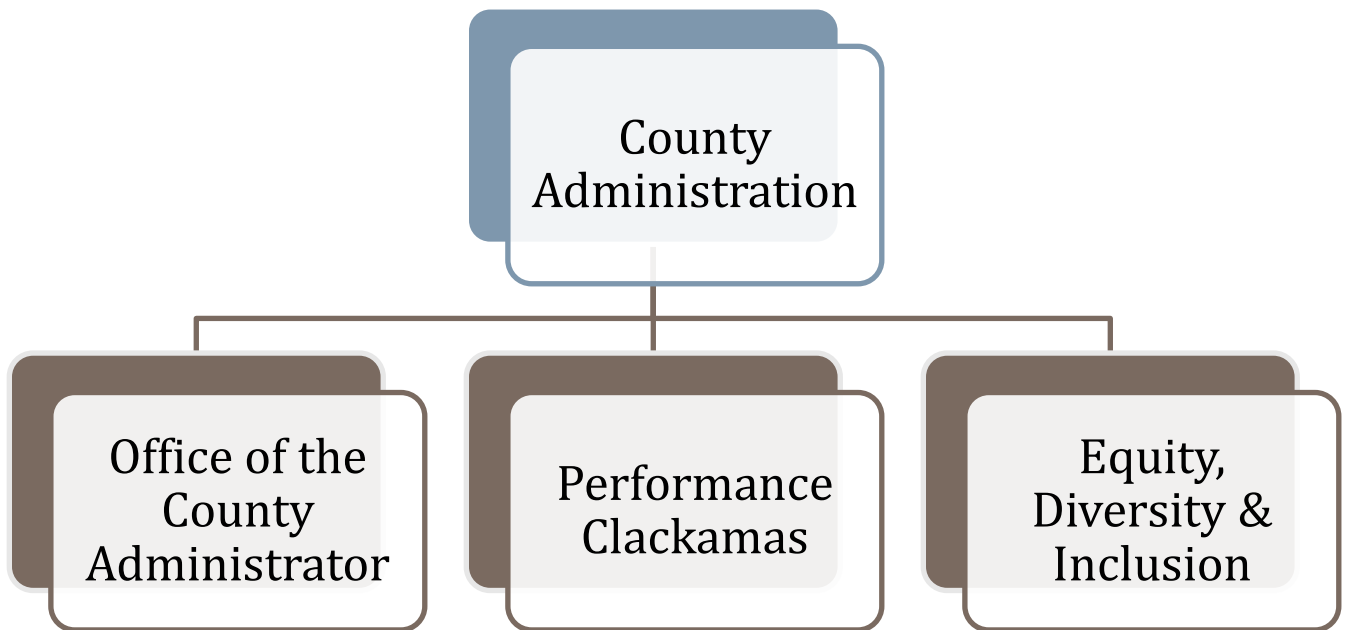 County
Administration
Office of the
County
Administrator
Performance
Clackamas
Equity,
Diversity &
Inclusion